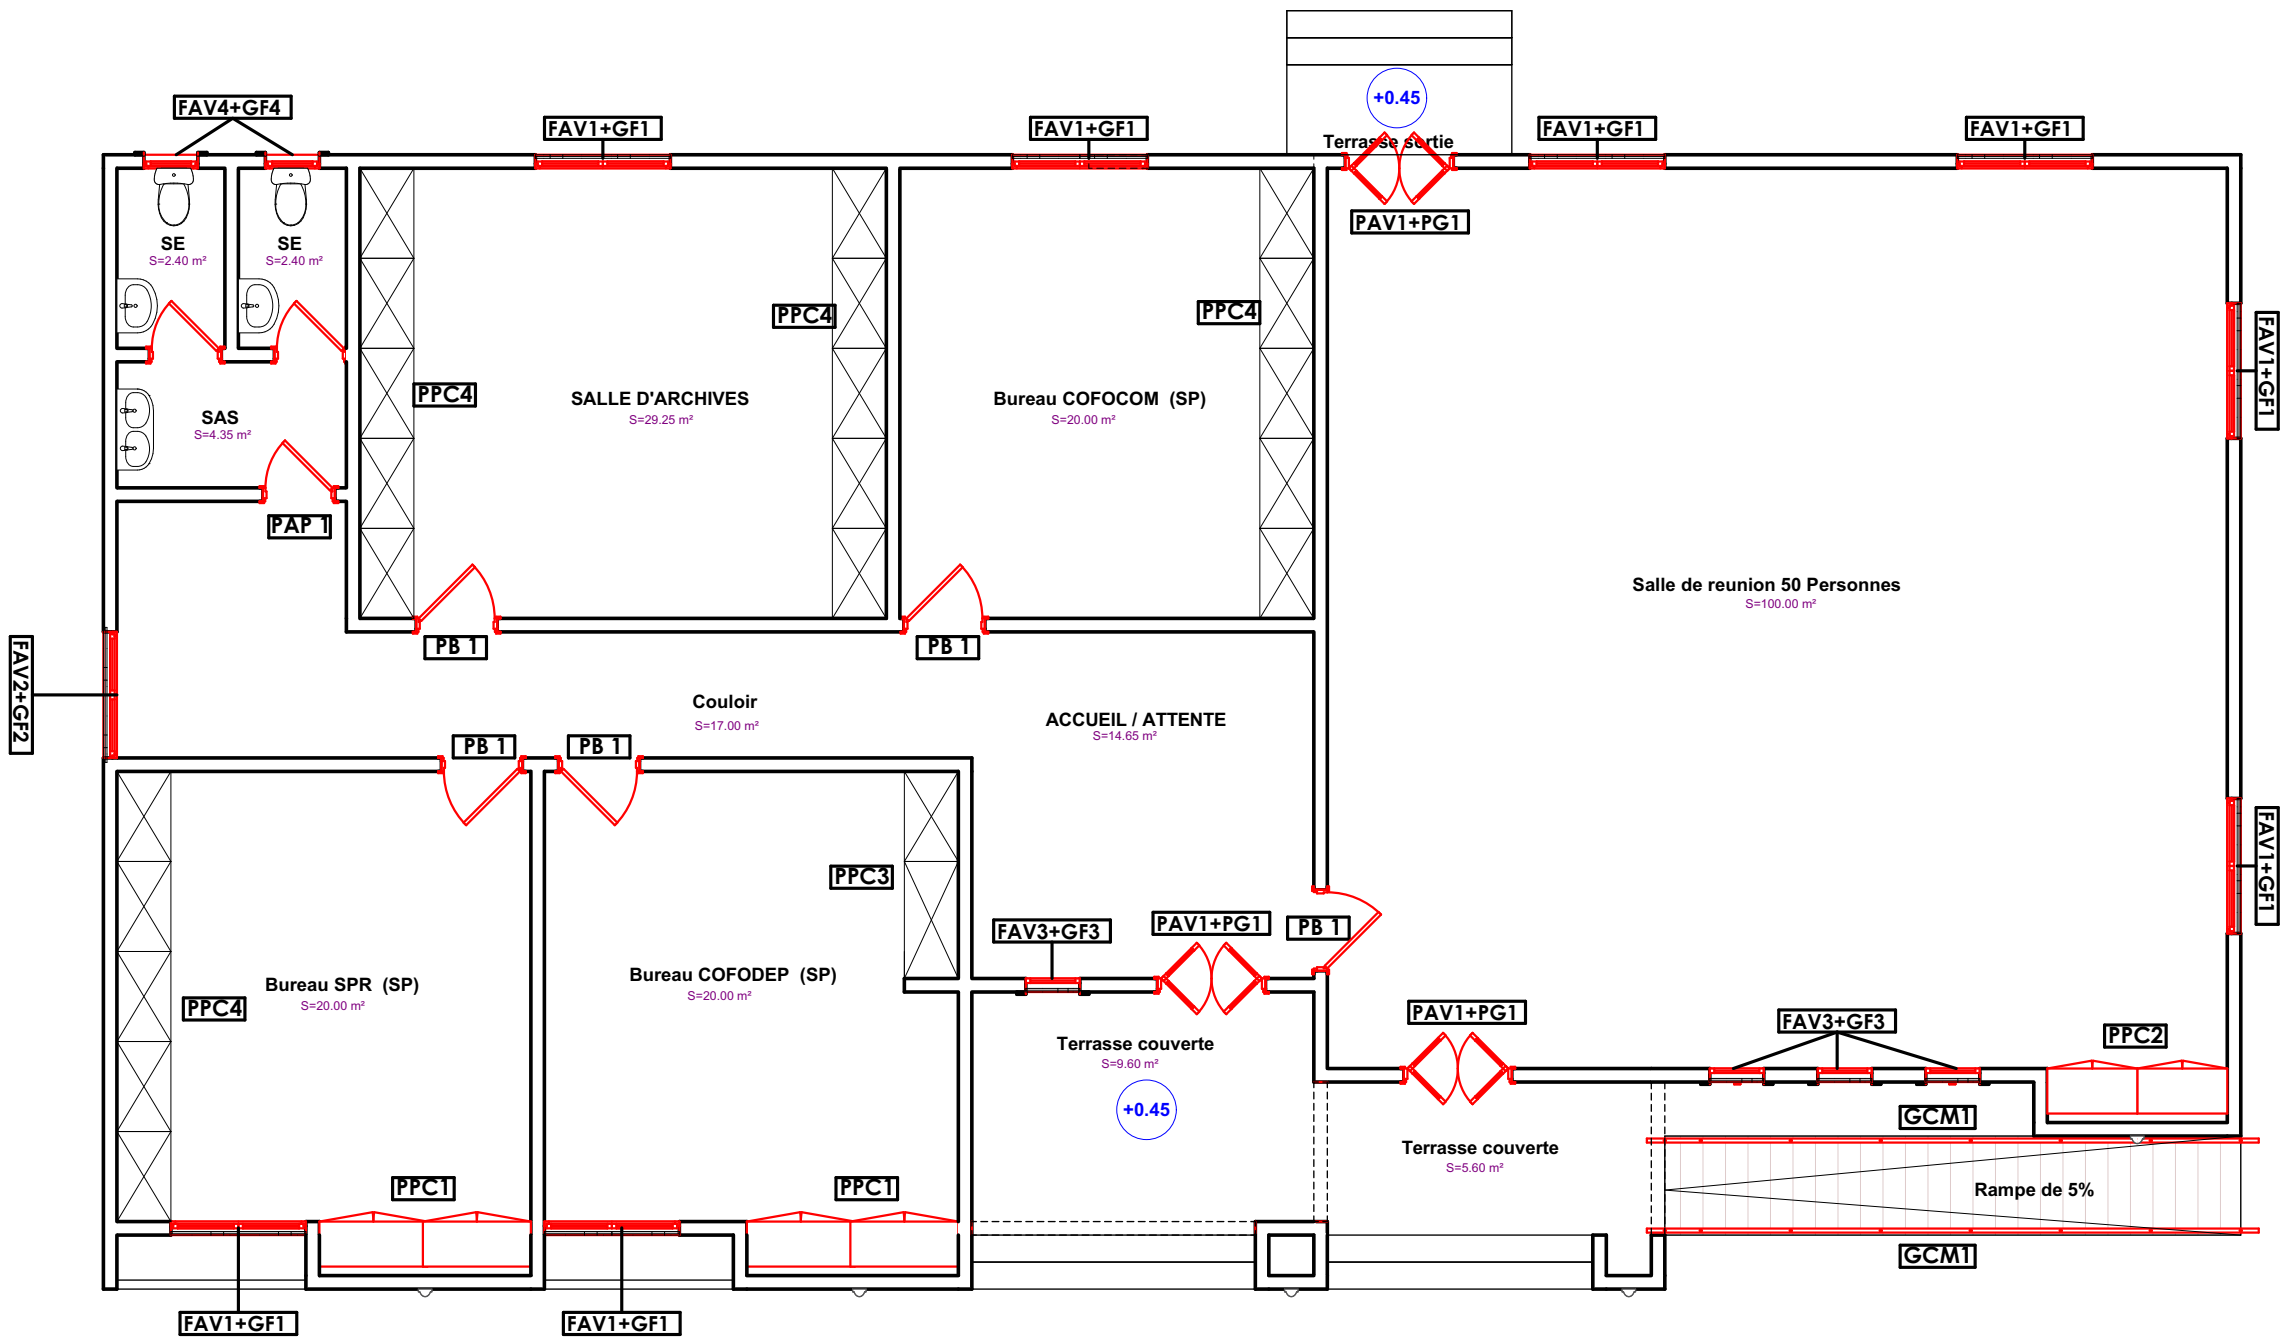 +0.45
FAV4+GF4
FAV1+GF1
FAV1+GF1
Terrasse sortie
FAV1+GF1
FAV1+GF1
PAV1+PG1
SE
S=2.40 m²
SE
S=2.40 m²
PPC4
PPC4
FAV1+GF1
PPC4
SALLE D'ARCHIVES
S=29.25 m²
Bureau COFOCOM (SP)
S=20.00 m²
SAS
S=4.35 m²
PAP 1
Salle de reunion 50 Personnes
S=100.00 m²
PB 1
PB 1
FAV2+GF2
Couloir
S=17.00 m²
ACCUEIL / ATTENTE
S=14.65 m²
PB 1
PB 1
PPC3
FAV1+GF1
FAV3+GF3
PAV1+PG1
PB 1
Bureau SPR (SP)
S=20.00 m²
PPC4
Bureau COFODEP (SP)
S=20.00 m²
PAV1+PG1
FAV3+GF3
PPC2
Terrasse couverte
S=9.60 m²
+0.45
GCM1
Terrasse couverte
S=5.60 m²
Rampe de 5%
PPC1
PPC1
GCM1
FAV1+GF1
FAV1+GF1